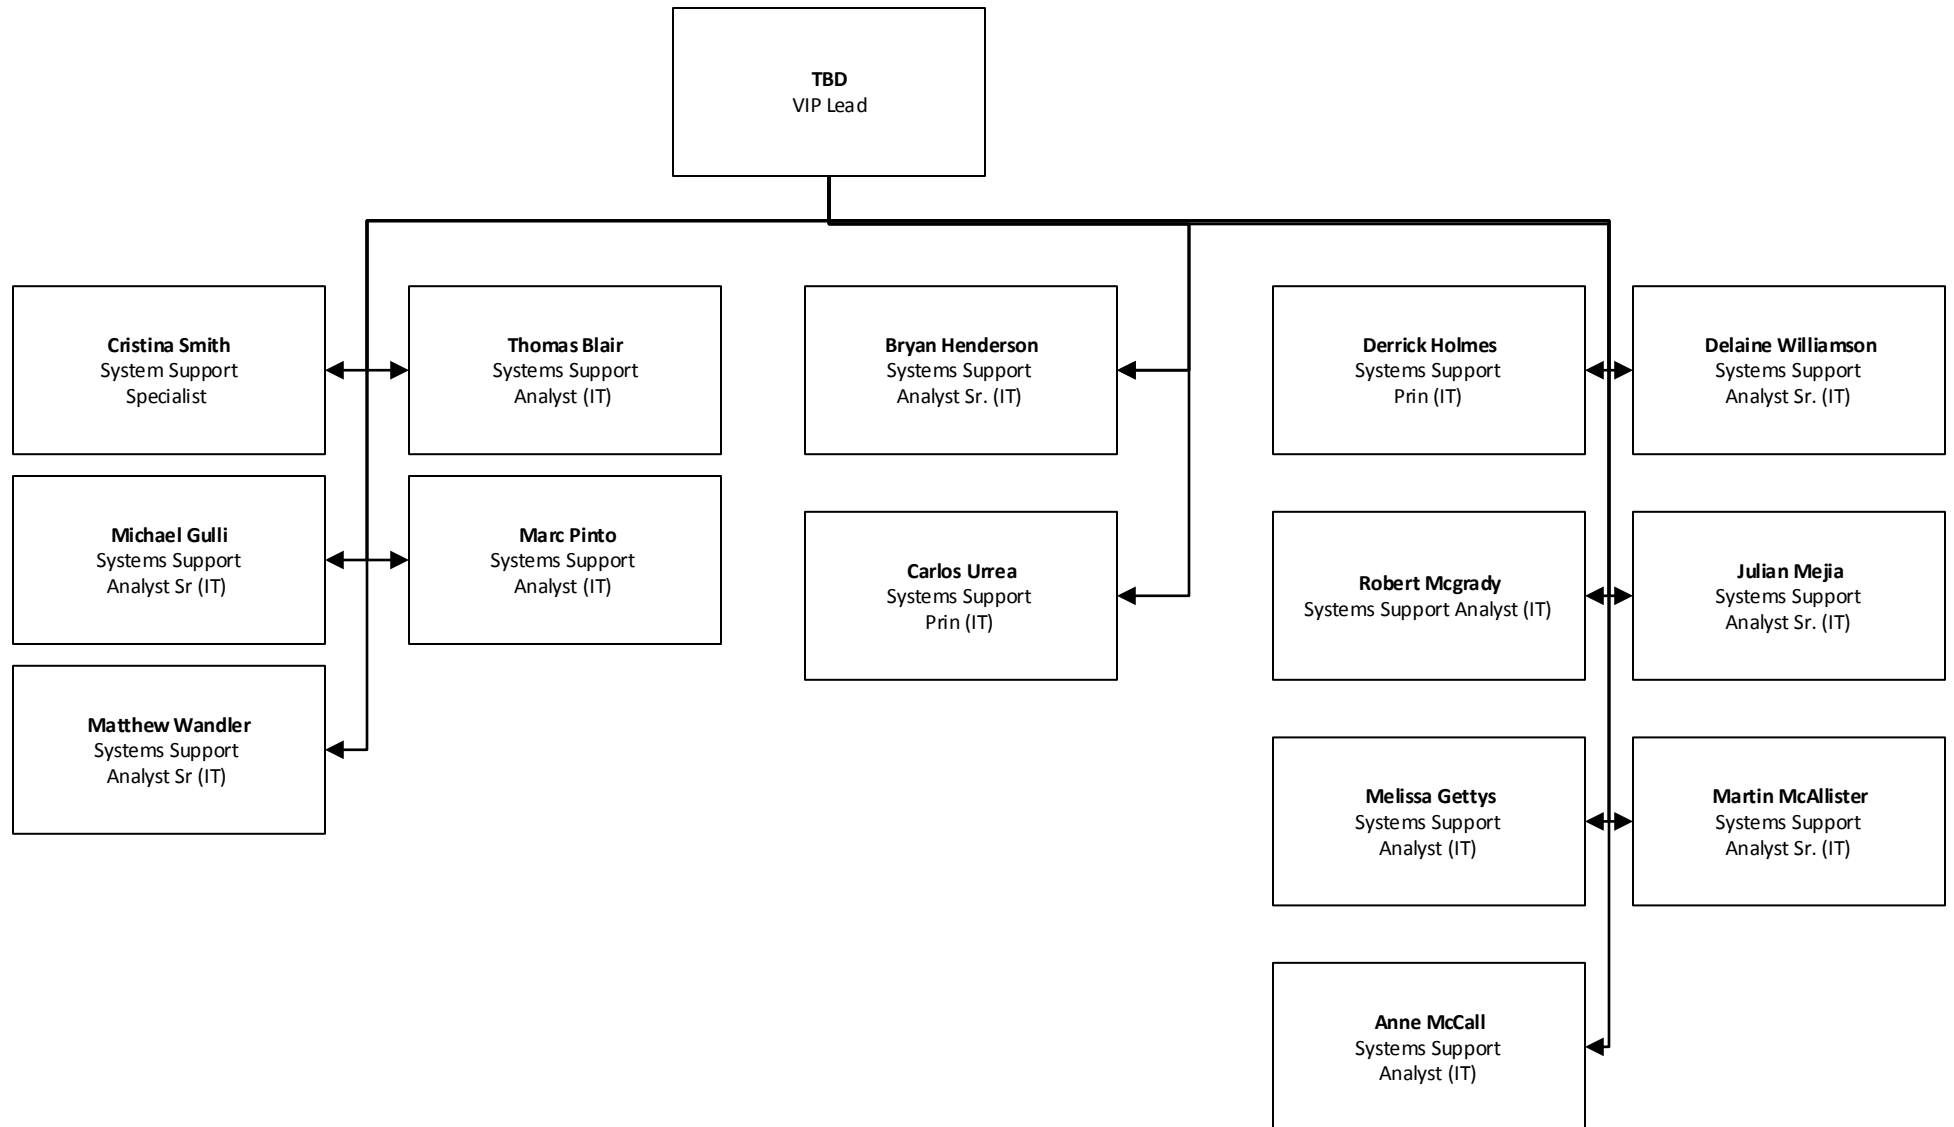 TBD
VIP Lead
Cristina Smith
System Support
Specialist
Thomas Blair
Systems Support
Analyst (IT)
Bryan Henderson
Systems Support
Analyst Sr. (IT)
Derrick Holmes
Systems Support
Prin (IT)
Delaine Williamson
Systems Support
Analyst Sr. (IT)
Michael Gulli
Systems Support
Analyst Sr (IT)
Marc Pinto
Systems Support
Analyst (IT)
Carlos Urrea
Systems Support
Prin (IT)
Robert Mcgrady
Systems Support Analyst (IT)
Julian Mejia
Systems Support
Analyst Sr. (IT)
Matthew Wandler
Systems Support
Analyst Sr (IT)
Melissa Gettys
Systems Support
Analyst (IT)
Martin McAllister
Systems Support
Analyst Sr. (IT)
Anne McCall
Systems Support
Analyst (IT)